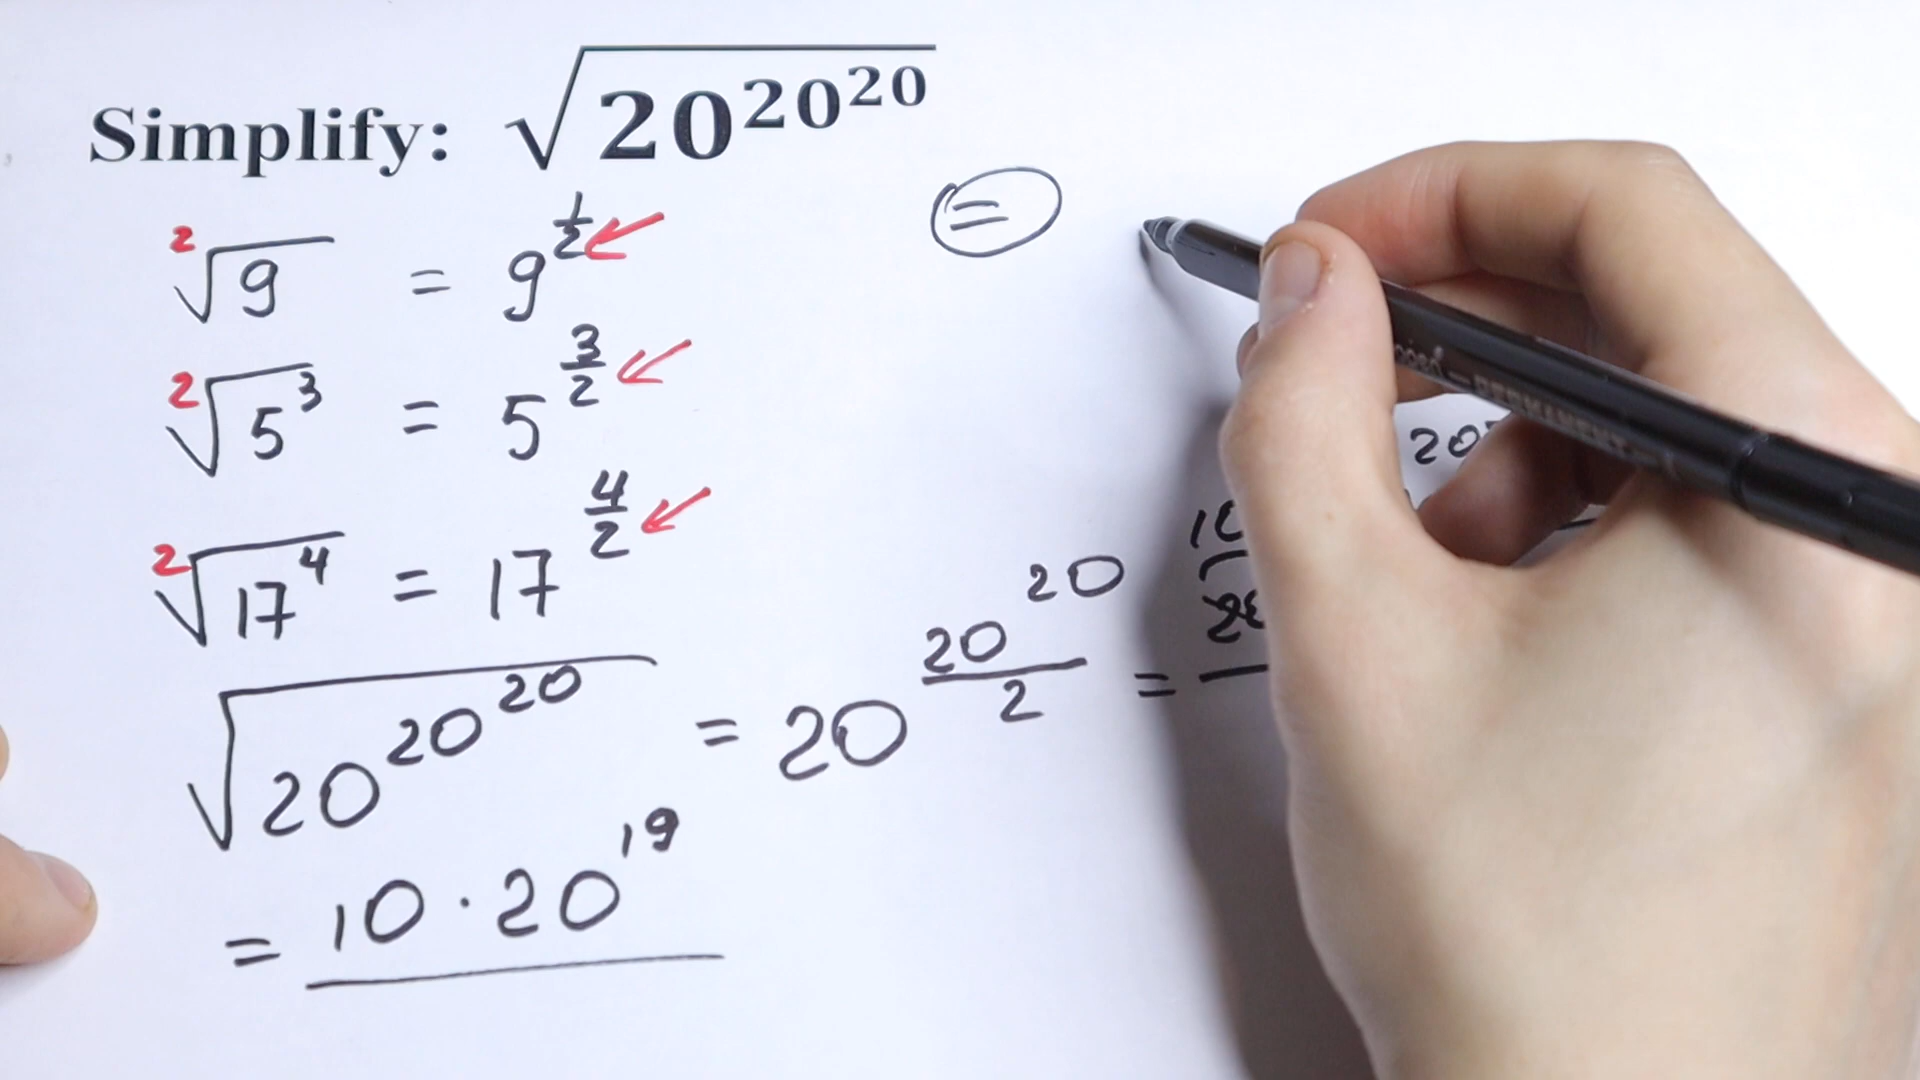 Simplify: √20^20^20
=
²√9 = 9^1/2
²√5³ = 5^3/2
²√17⁴ = 17^4/2
√20^20^20 = 20^20^20/2 =
= 10 · 20^19